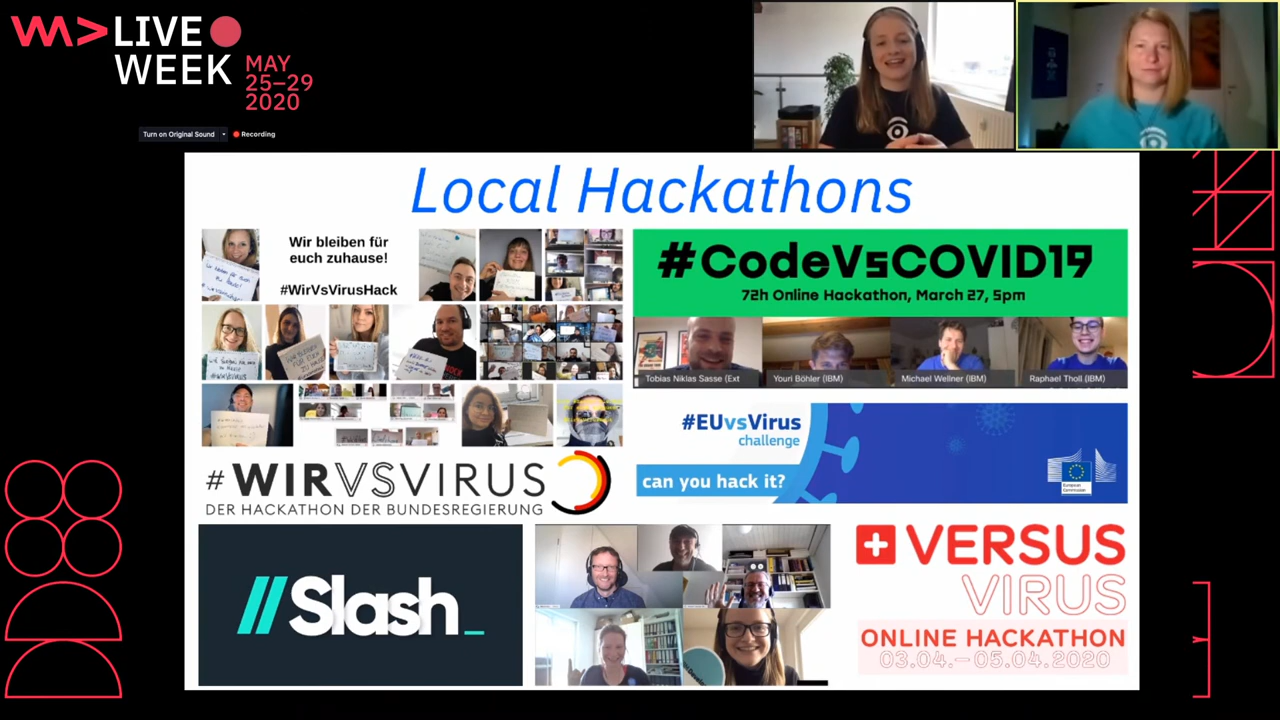 WA>LIVE
WEEK
MAY
25–29
2020
Turn on Original Sound
Recording
Local Hackathons
Wir bleiben für
euch zuhause!
#WirVsVirusHack
#CodeVsCOVID19
72h Online Hackathon, March 27, 5pm
Tobias Niklas Sasse (Ext
Youri Böhler (IBM)
Michael Wellner (IBM)
Raphael Tholl (IBM)
#EUvsVirus
challenge
can you hack it?
European
Commission
#WIRVSVIRUS
DER HACKATHON DER BUNDESREGIERUNG
//Slash_
VERSUS
VIRUS
ONLINE HACKATHON
03.04.–05.04.2020